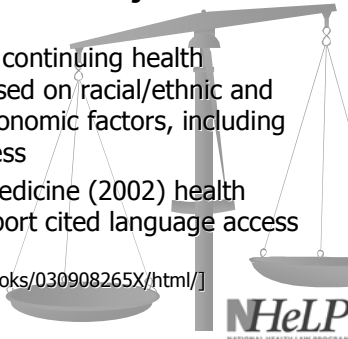 continuing health
sed on racial/ethnic and
onomic factors, including
ess
edicine (2002) health
port cited language access
oks/030908265X/html/]
NHeLP